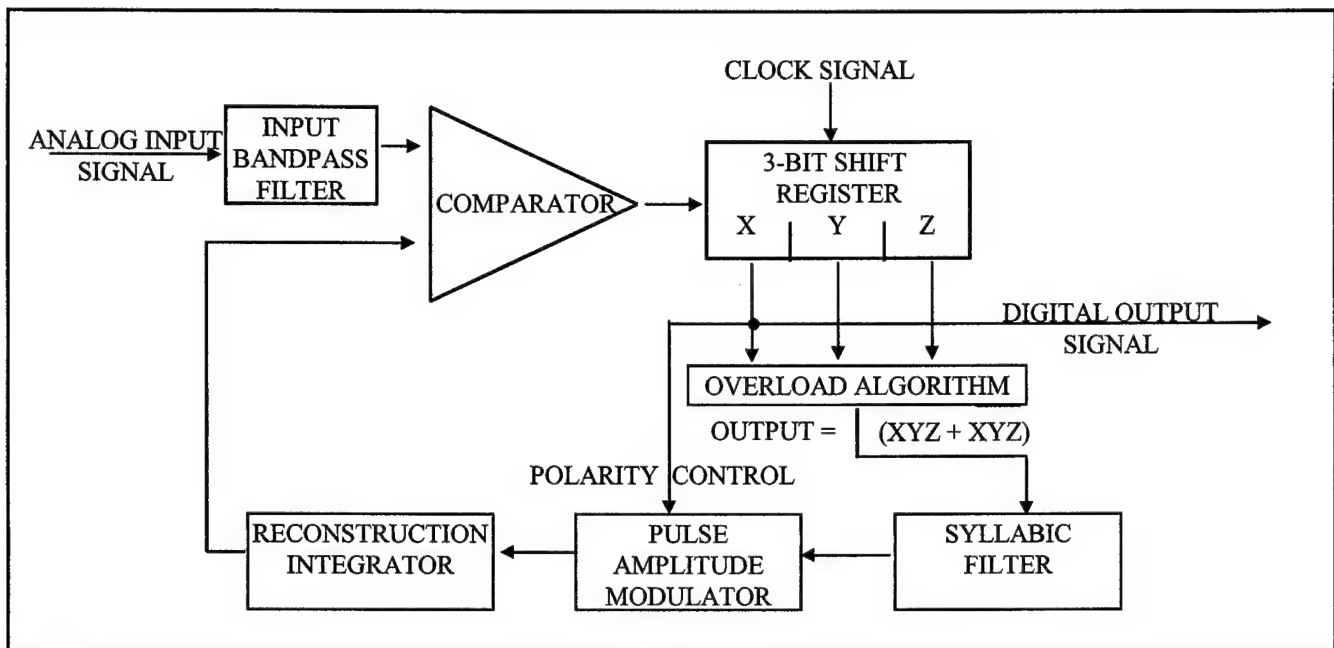 CLOCK SIGNAL
ANALOG INPUT
SIGNAL
INPUT
BANDPASS
FILTER
COMPARATOR
3-BIT SHIFT
REGISTER
X Y Z
DIGITAL OUTPUT
SIGNAL
OVERLOAD ALGORITHM
OUTPUT = (XYZ + XYZ)
POLARITY CONTROL
RECONSTRUCTION
INTEGRATOR
PULSE
AMPLITUDE
MODULATOR
SYLLABIC
FILTER